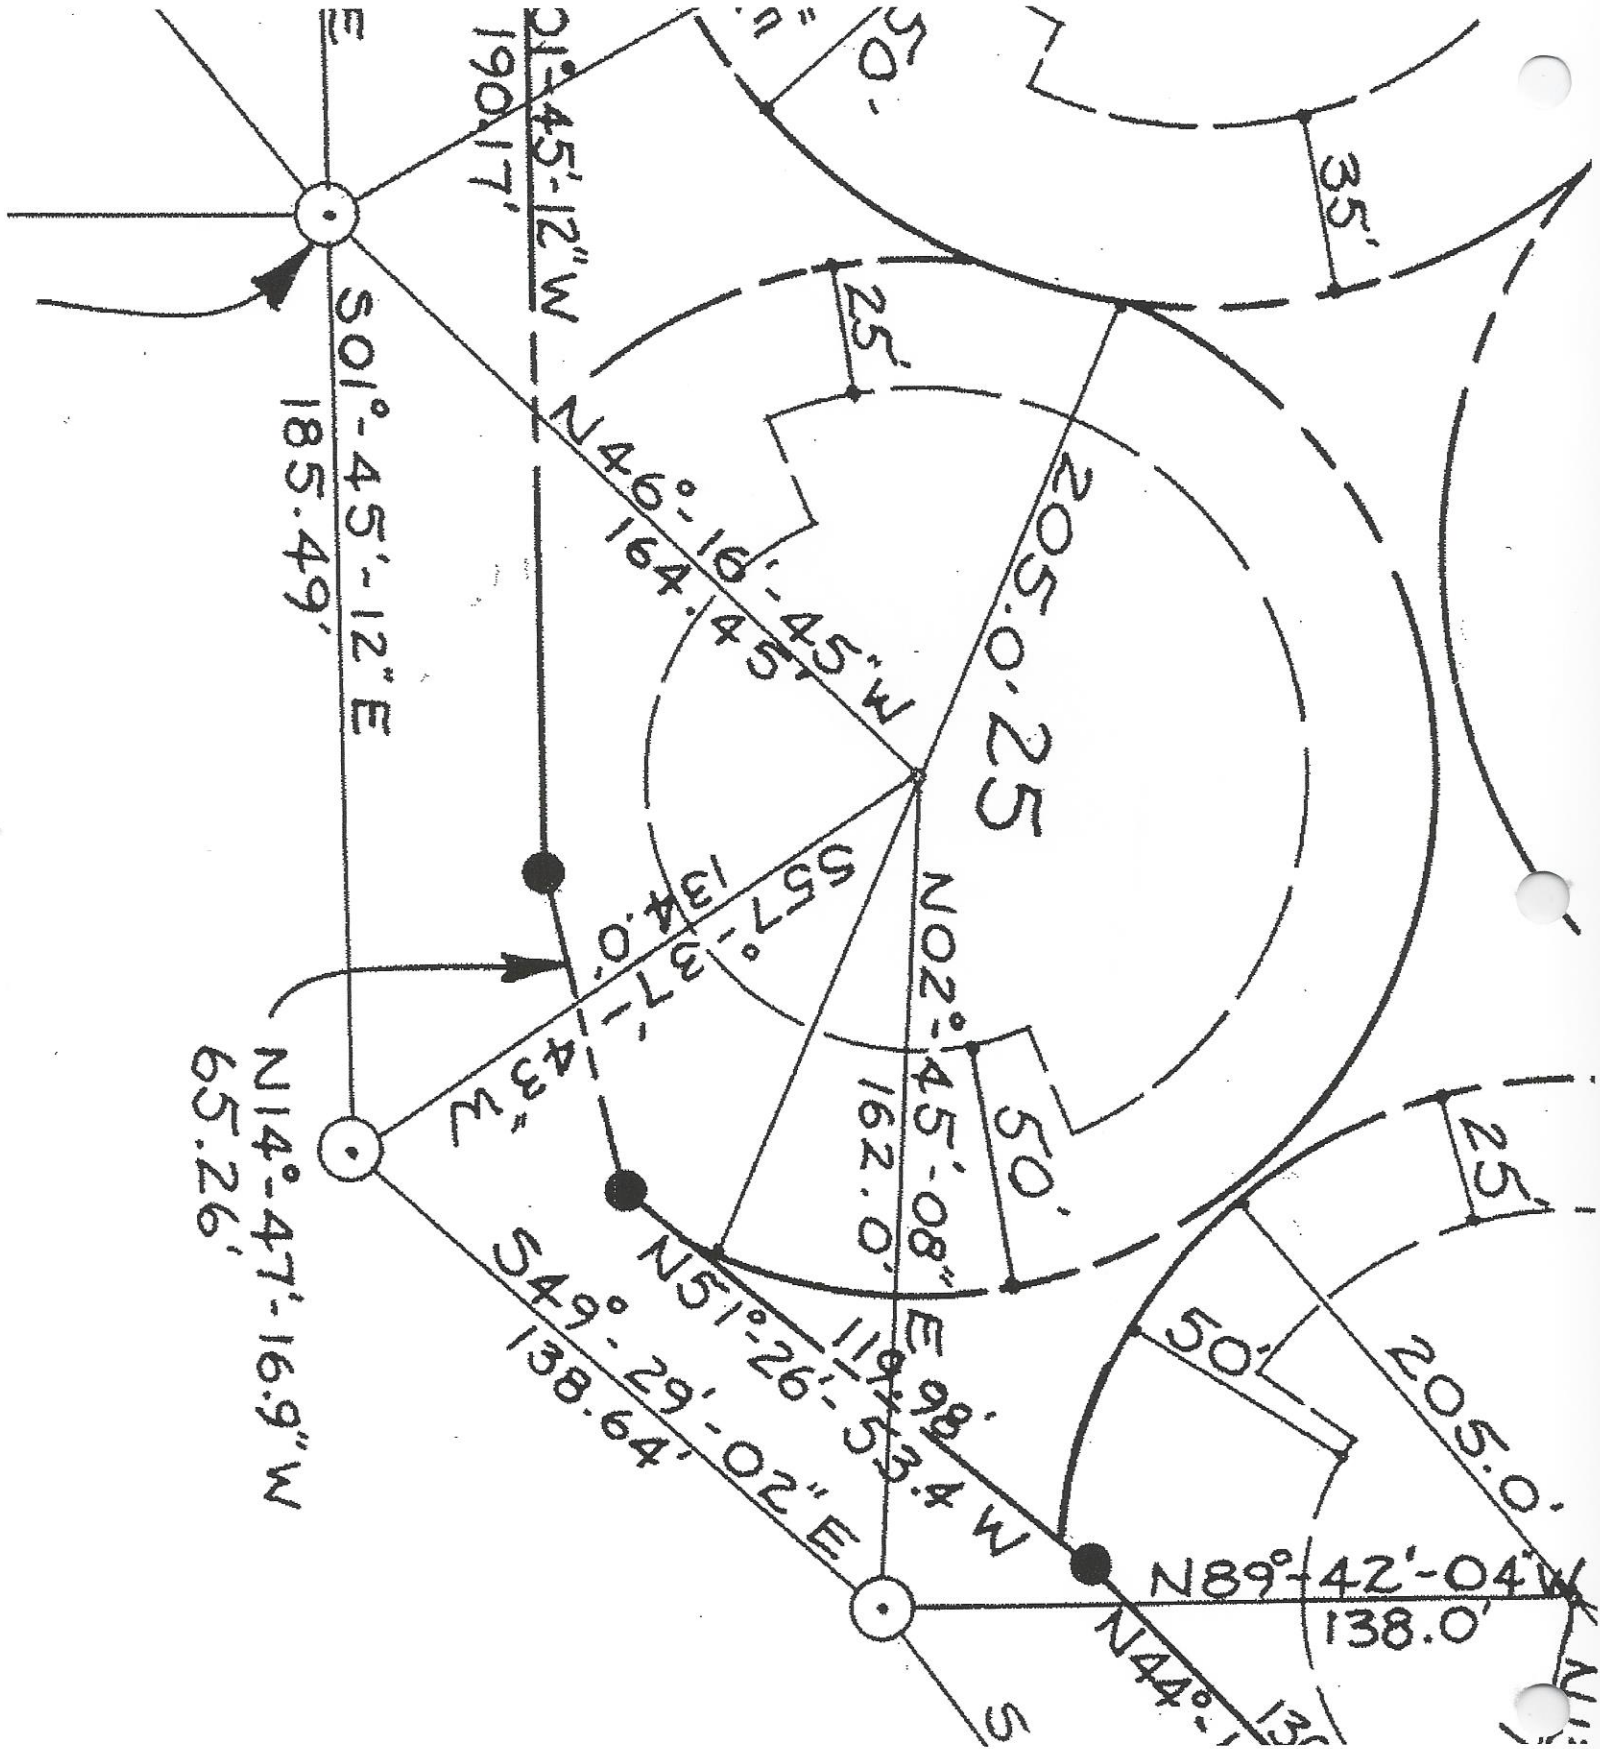 E
01°-45'-12" W
190.17'
50'
35'
S01°-45'-12" E
185.49'
25'
N46°-16'-45" W
164.45'
205.0'
25
S57°-37'-43" W
134.0'
N02°-45'-08" E
162.0'
50'
25'
N14°-47'-16.9" W
65.26'
N51°-26'-53.4 W
119.98'
S49°-29'-02" E
138.64'
50'
205.0'
N89°-42'-04" W
138.0'
N44°-
S